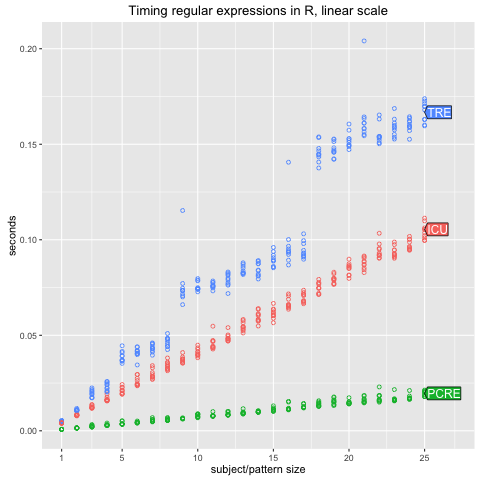 Timing regular expressions in R, linear scale
0.20
0.15
0.10
0.05
0.00
seconds
TRE
ICU
PCRE
1
5
10
15
20
25
subject/pattern size